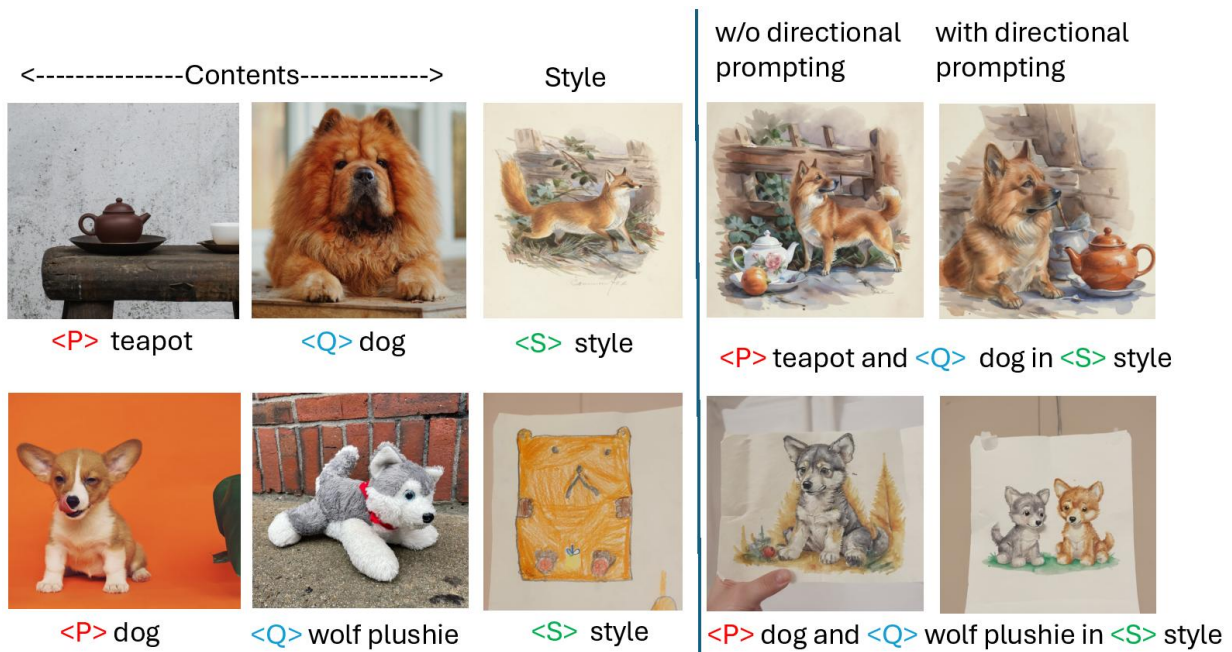 w/o directional prompting
with directional prompting
<---------------Contents------------->
Style
<P> teapot
<Q> dog
<S> style
<P> teapot and <Q> dog in <S> style
<P> dog
<Q> wolf plushie
<S> style
<P> dog and <Q> wolf plushie in <S> style